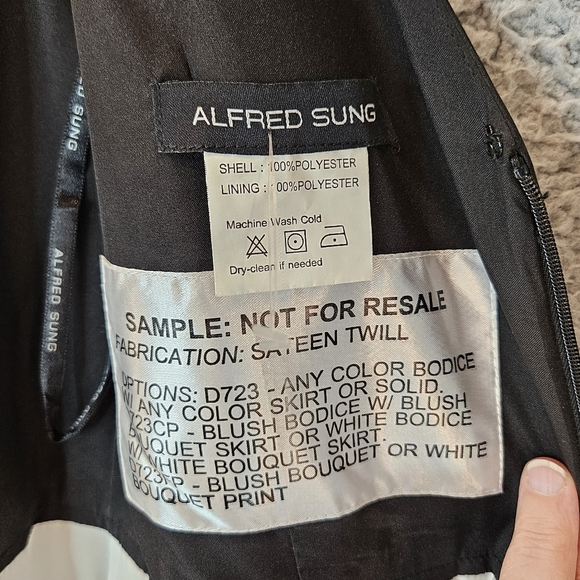 ALFRED SUNG
SHELL : 100%POLYESTER
LINING : 100%POLYESTER
Machine Wash Cold
Dry-clean if needed
SAMPLE: NOT FOR RESALE
FABRICATION: SATEEN TWILL
OPTIONS: D723 - ANY COLOR BODICE
W/ ANY COLOR SKIRT OR SOLID.
X23CP - BLUSH BODICE W/ BLUSH
BOUQUET SKIRT OR WHITE BODICE
W/ WHITE BOUQUET SKIRT.
D723FP - BLUSH BOUQUET OR WHITE
BOUQUET PRINT
SUNG
ALFRED SUNG